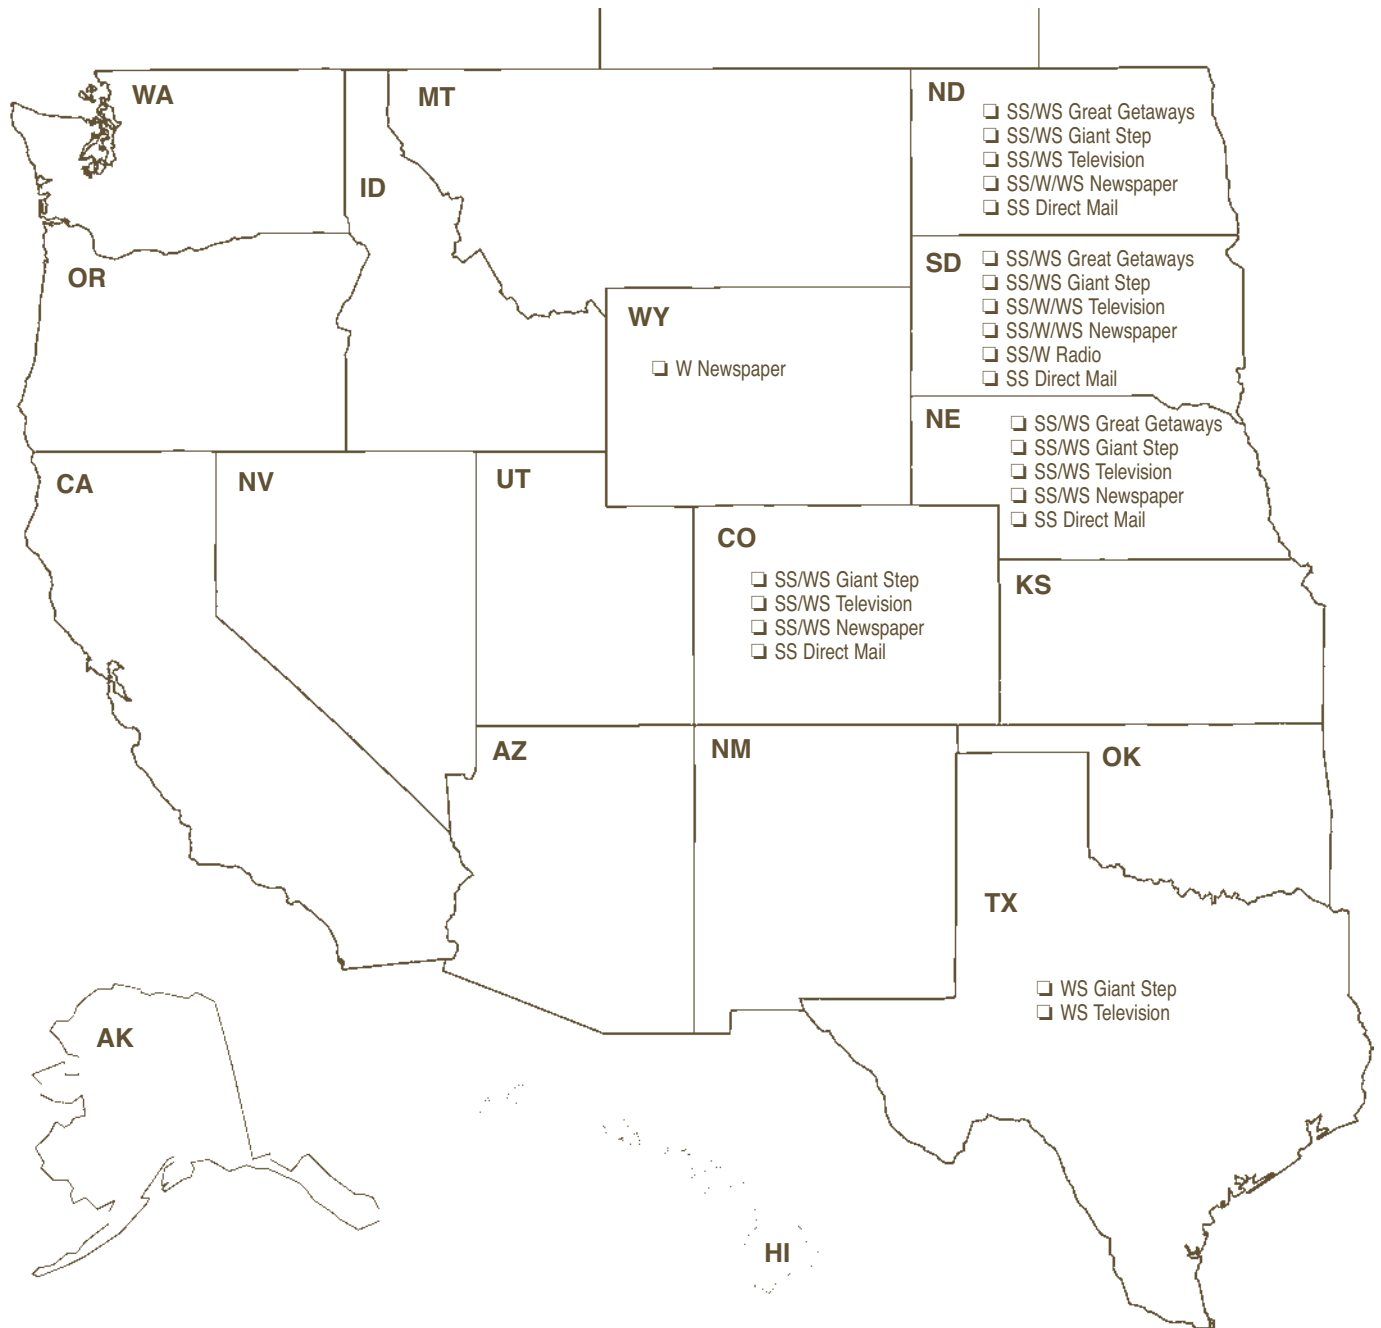 WA
MT
ID
ND
❏ SS/WS Great Getaways
❏ SS/WS Giant Step
❏ SS/WS Television
❏ SS/W/WS Newspaper
❏ SS Direct Mail
OR
SD
❏ SS/WS Great Getaways
❏ SS/WS Giant Step
❏ SS/W/WS Television
❏ SS/W/WS Newspaper
❏ SS/W Radio
❏ SS Direct Mail
WY
❏ W Newspaper
NE
❏ SS/WS Great Getaways
❏ SS/WS Giant Step
❏ SS/WS Television
❏ SS/WS Newspaper
❏ SS Direct Mail
CA
NV
UT
CO
❏ SS/WS Giant Step
❏ SS/WS Television
❏ SS/WS Newspaper
❏ SS Direct Mail
KS
AZ
NM
OK
TX
❏ WS Giant Step
❏ WS Television
AK
HI